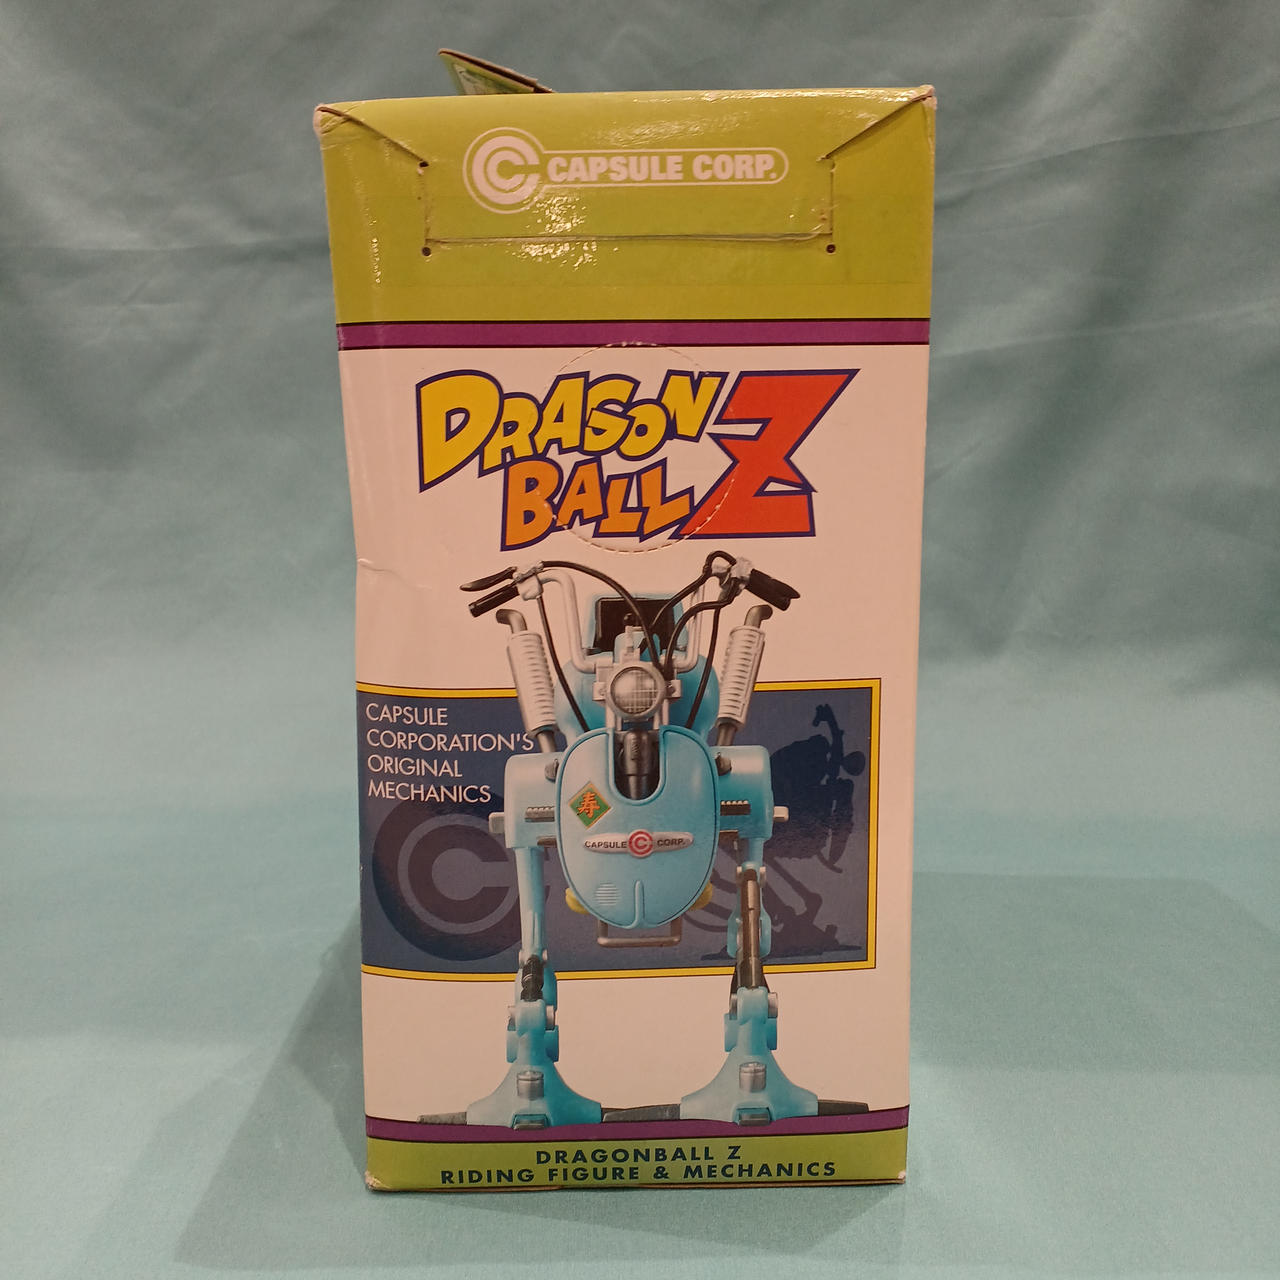 CAPSULE CORP.
DRAGON
BALL Z
CAPSULE
CORPORATION'S
ORIGINAL
MECHANICS
寿
CAPSULE C CORP.
DRAGONBALL Z
RIDING FIGURE & MECHANICS